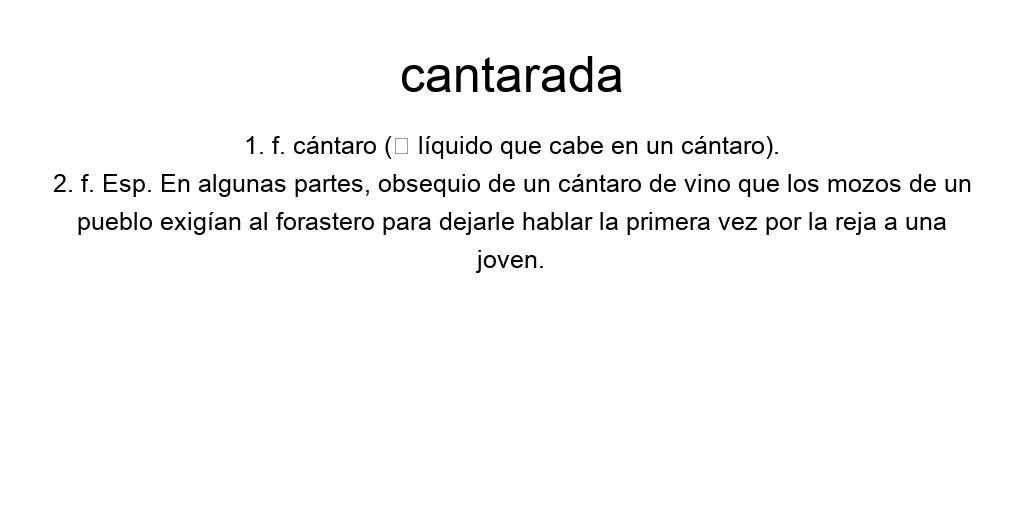 cantarada
1. f. cántaro (□ líquido que cabe en un cántaro).
2. f. Esp. En algunas partes, obsequio de un cántaro de vino que los mozos de un
pueblo exigían al forastero para dejarle hablar la primera vez por la reja a una
joven.